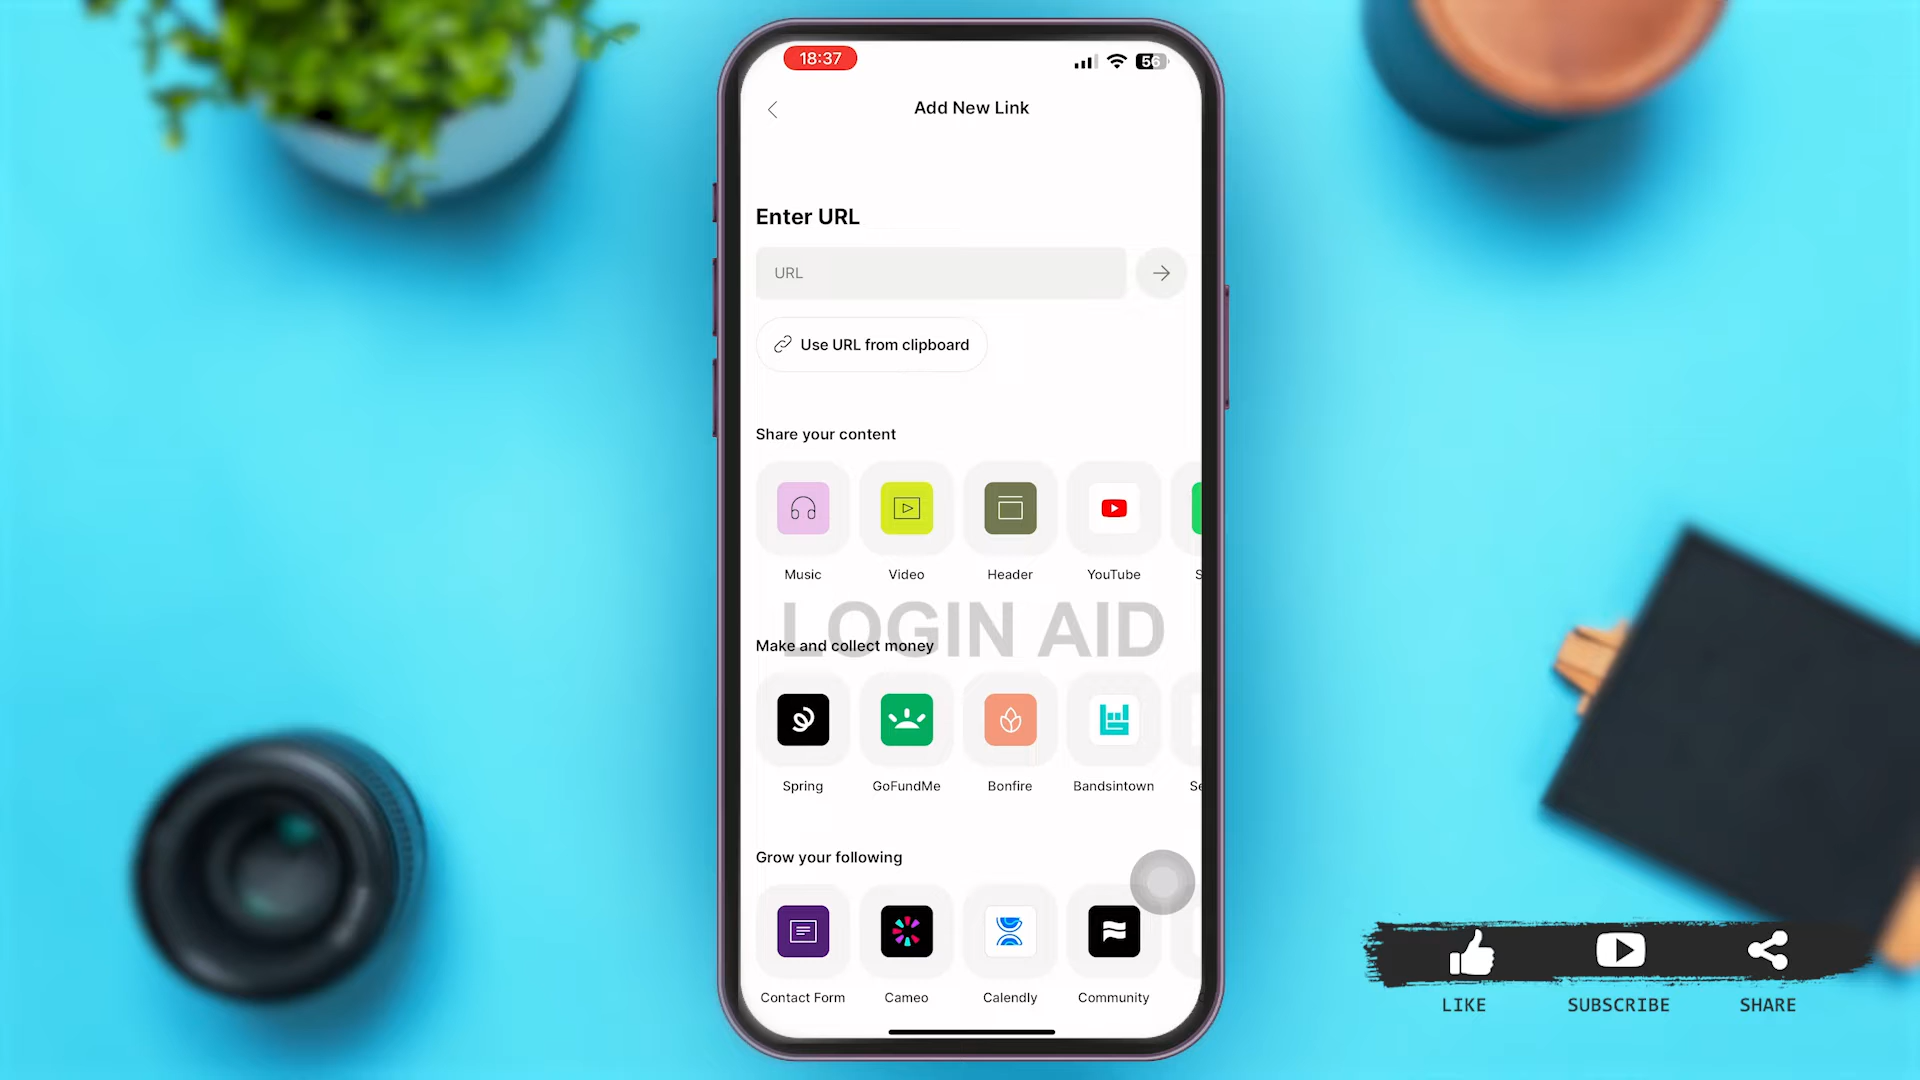 18:37
56
Add New Link
Enter URL
URL
Use URL from clipboard
Share your content
Music
Video
Header
YouTube
S
LOGIN AID
Make and collect money
Spring
GoFundMe
Bonfire
Bandsintown
Se
Grow your following
Contact Form
Cameo
Calendly
Community
LIKE
SUBSCRIBE
SHARE